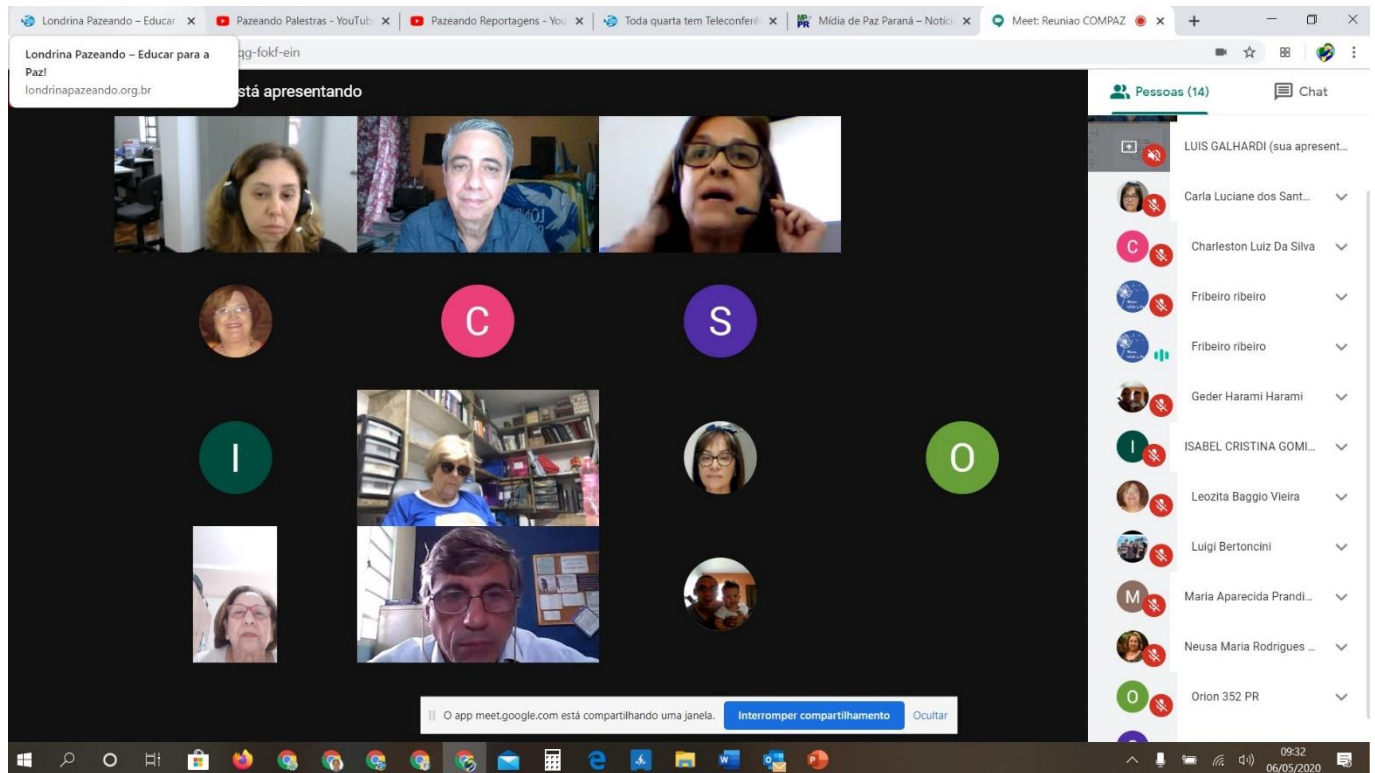 Londrina Pazeando – Educar
Pazeando Palestras - YouTub
Pazeando Reportagens - You
Toda quarta tem Teleconferê
Mídia de Paz Paraná – Notíci
Meet: Reuniao COMPAZ
Londrina Pazeando – Educar para a
Paz!
londrinapazeando.org.br
qg-fokf-ein
stá apresentando
Pessoas (14)
Chat
LUIS GALHARDI (sua apresent...
Carla Luciane dos Sant...
C
Charleston Luiz Da Silva
Fribeiro ribeiro
Fribeiro ribeiro
Geder Harami Harami
I
ISABEL CRISTINA GOMI...
Leozita Baggio Vieira
Luigi Bertoncini
M
Maria Aparecida Prandi...
Neusa Maria Rodrigues ...
O
Orion 352 PR
C
S
I
O
O app meet.google.com está compartilhando uma janela.
Interromper compartilhamento
Ocultar
09:32
06/05/2020